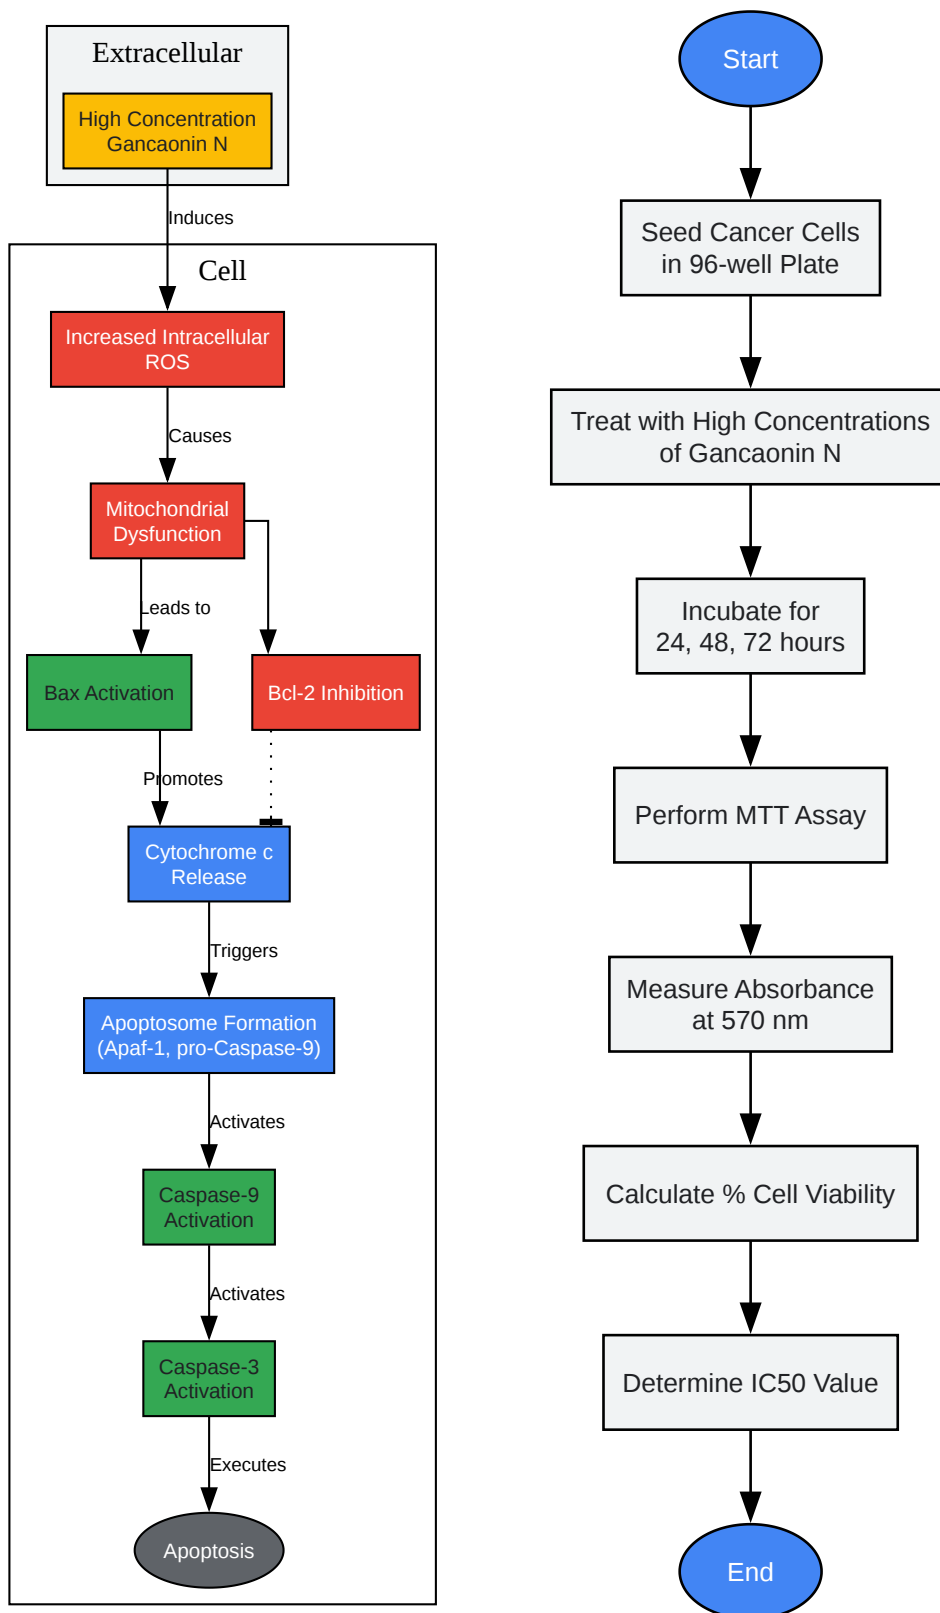 Extracellular
High Concentration
Gancaonin N
Induces
Cell
Increased Intracellular
ROS
Causes
Mitochondrial
Dysfunction
Leads to
Bax Activation
Bcl-2 Inhibition
Promotes
Cytochrome c
Release
Triggers
Apoptosome Formation
(Apaf-1, pro-Caspase-9)
Activates
Caspase-9
Activation
Activates
Caspase-3
Activation
Executes
Apoptosis
Start
Seed Cancer Cells
in 96-well Plate
Treat with High Concentrations
of Gancaonin N
Incubate for
24, 48, 72 hours
Perform MTT Assay
Measure Absorbance
at 570 nm
Calculate % Cell Viability
Determine IC50 Value
End